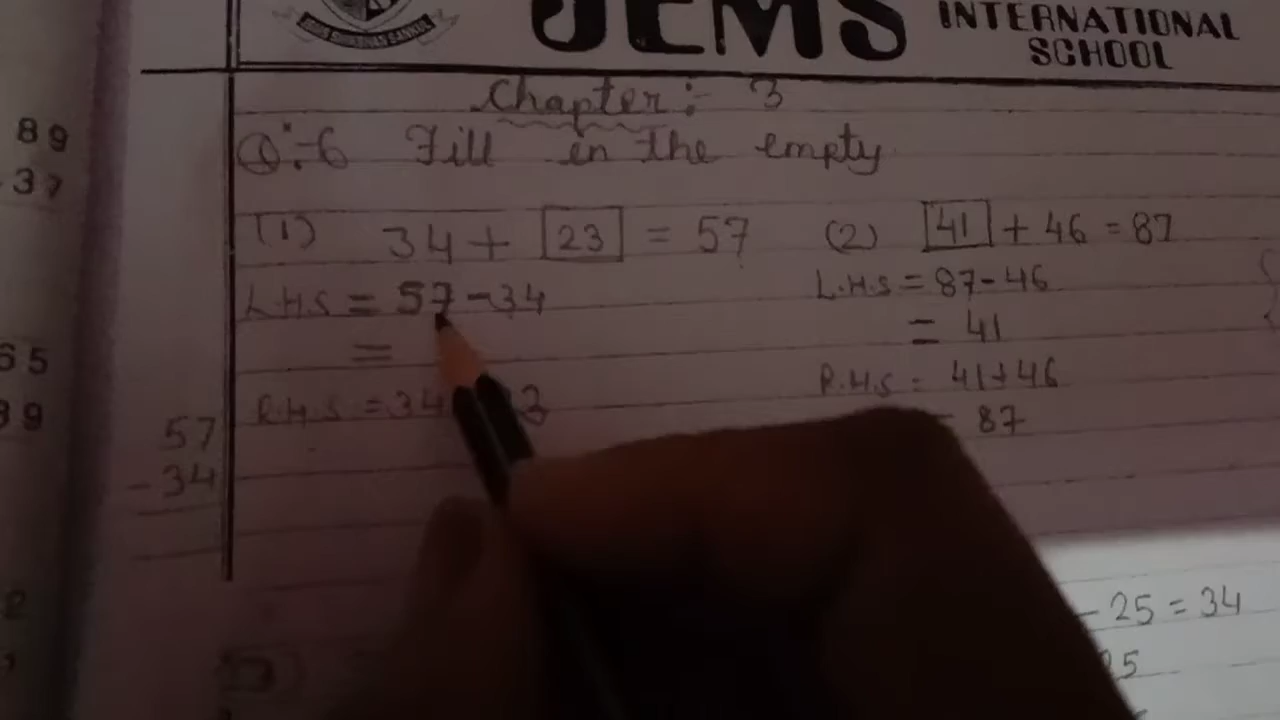 JEMS INTERNATIONAL SCHOOL
Chapter:- 3
Q:-6 Fill in the empty
(1) 34 + 23 = 57
L.H.S = 57 - 34
=
R.H.S = 34
57
- 34
(2) 41 + 46 = 87
L.H.S = 87 - 46
= 41
R.H.S = 41 + 46
87
- 25 = 34
89
37
65
39